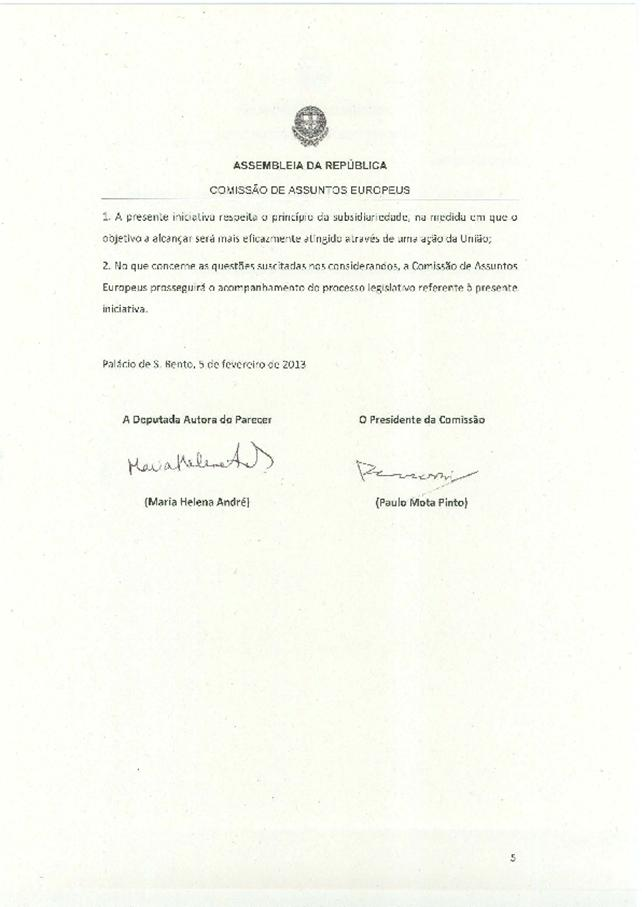 ASSEMBLEIA DA REPÚBLICA
COMISSÃO DE ASSUNTOS EUROPEUS
1. A presente iniciativa respeita o princípio da subsidiariedade, na medida em que o
objetivo a alcançar será mais eficazmente atingido através de uma ação da União;
2. No que concerne as questões suscitadas nos considerandos, a Comissão de Assuntos
Europeus prosseguirá o acompanhamento do processo legislativo referente à presente
iniciativa.
Palácio de S. Bento, 5 de fevereiro de 2013
A Deputada Autora do Parecer O Presidente da Comissão
Maria Helena
(Maria Helena André) (Paulo Mota Pinto)
5